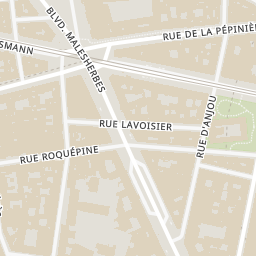 BLVD. MALESHERBES
RUE DE LA PÉPINIÈ
SMANN
RUE LAVOISIER
RUE D'ANJOU
RUE ROQUÉPINE